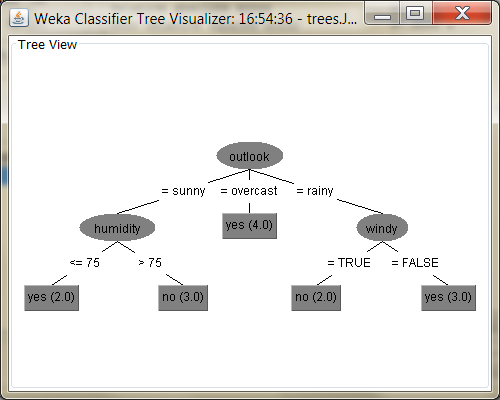 Weka Classifier Tree Visualizer: 16:54:36 - trees.J...
Tree View
outlook
= sunny = overcast = rainy
humidity yes (4.0) windy
<= 75 > 75 = TRUE = FALSE
yes (2.0) no (3.0) no (2.0) yes (3.0)